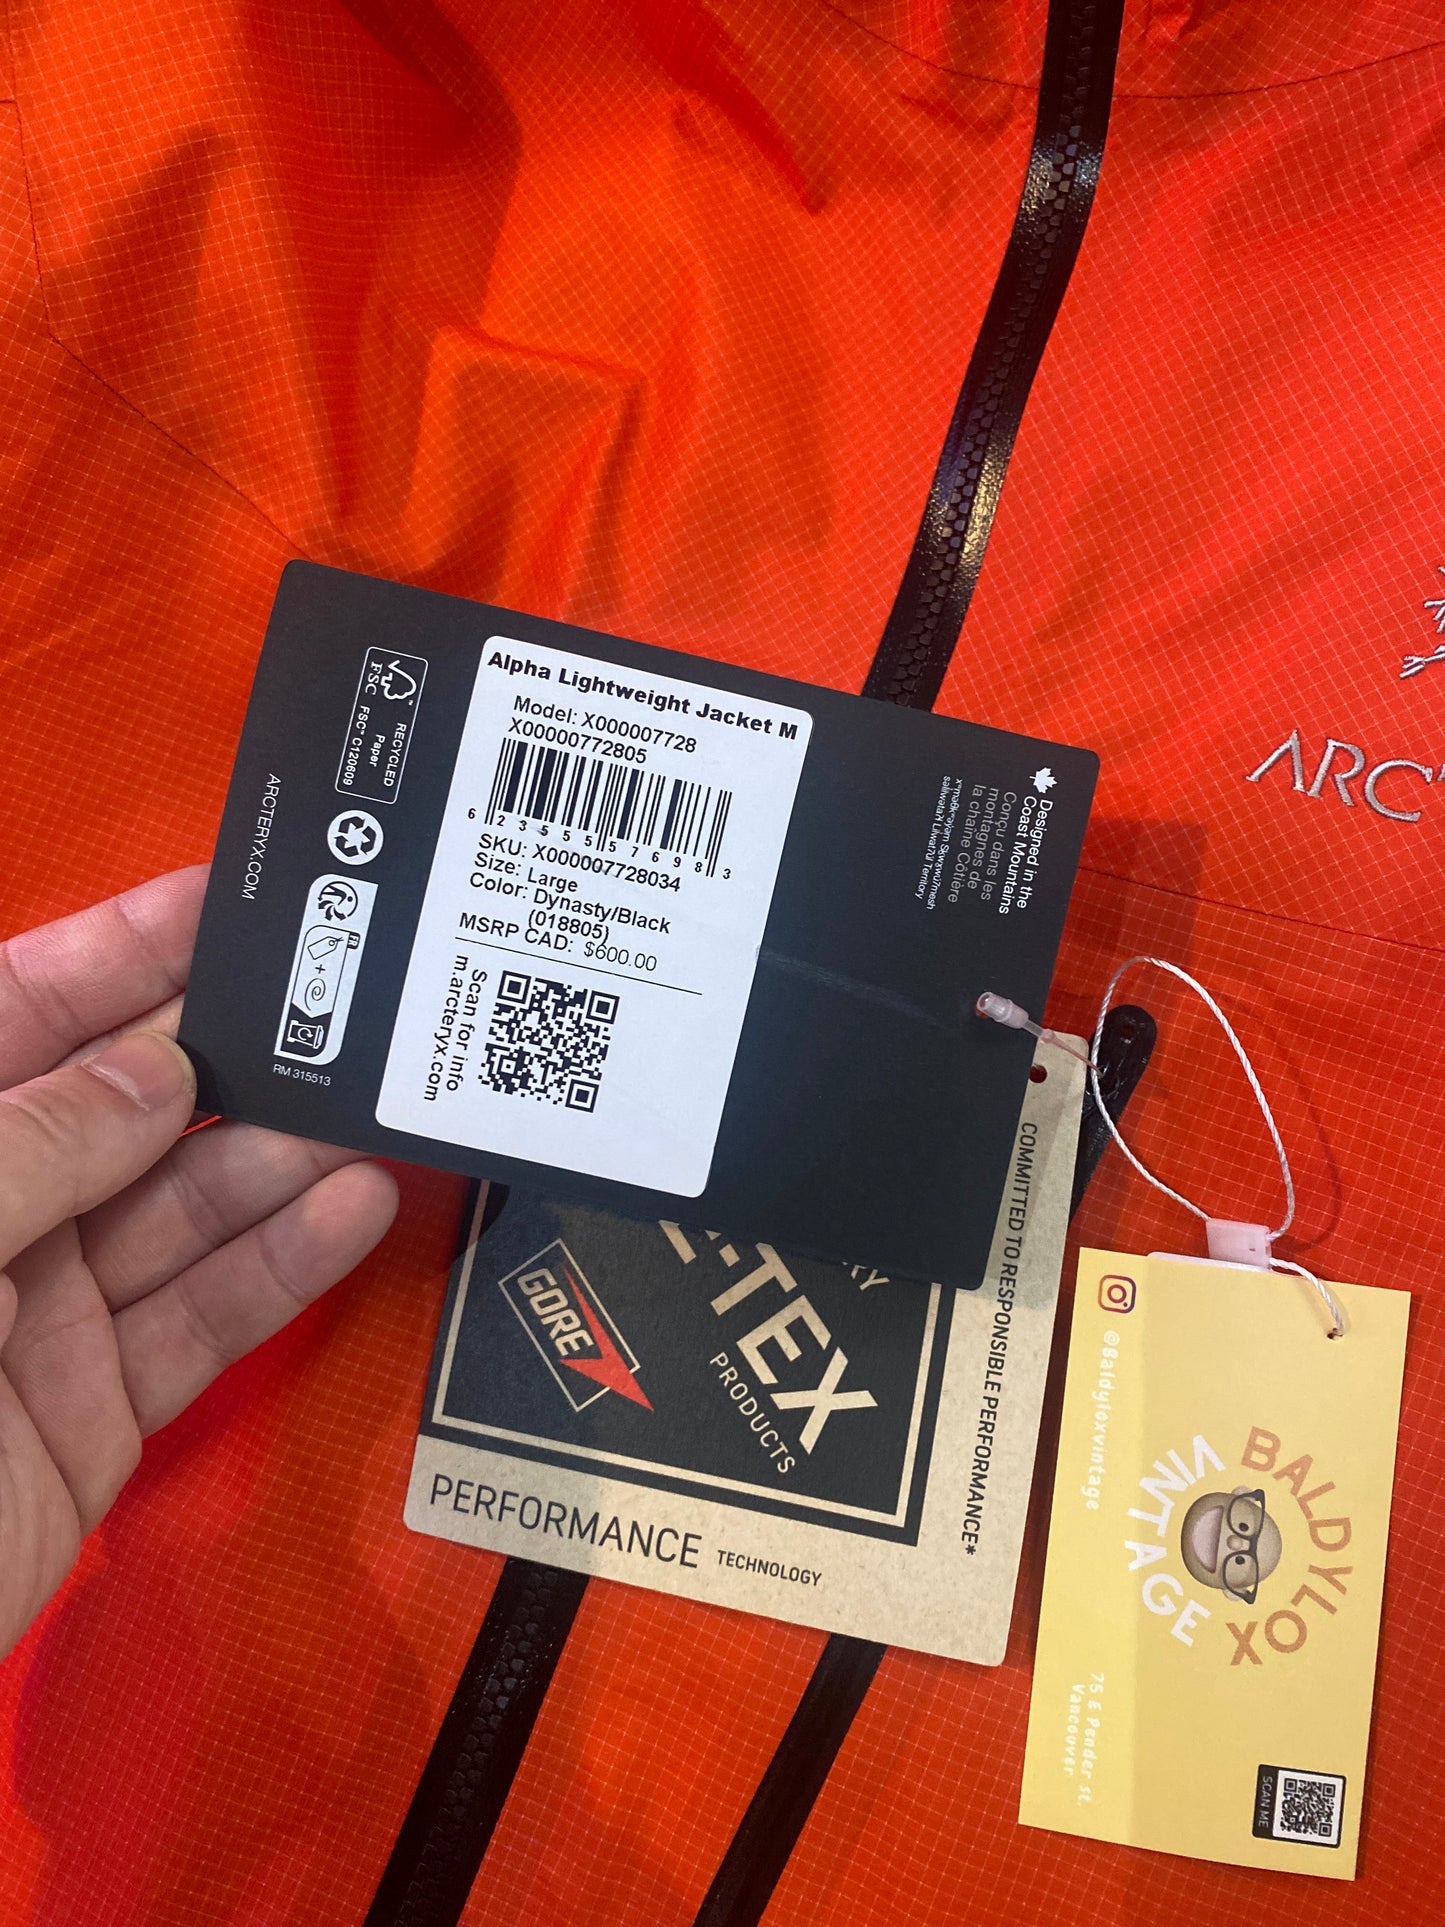 Alpha Lightweight Jacket M
Model: X000007728
X00000772805
6 23555 57698 3
SKU: X000007728034
Size: Large
Color: Dynasty/Black
(018805)
MSRP CAD: $600.00
Scan for info
m.arcteryx.com
FSC
RECYCLED
Paper
FSC™ C120609
ARCTERYX.COM
FR
RM 315513
Designed in the
Coast Mountains
Conçu dans les
montagnes de
la chaîne Côtière
ARC'
GORE
-TEX
PRODUCTS
PERFORMANCE TECHNOLOGY
COMMITTED TO RESPONSIBLE PERFORMANCE*
@Baldyloxvintage
BALDYLOX
VINTAGE
75 E Pender st.
Vancouver
SCAN ME